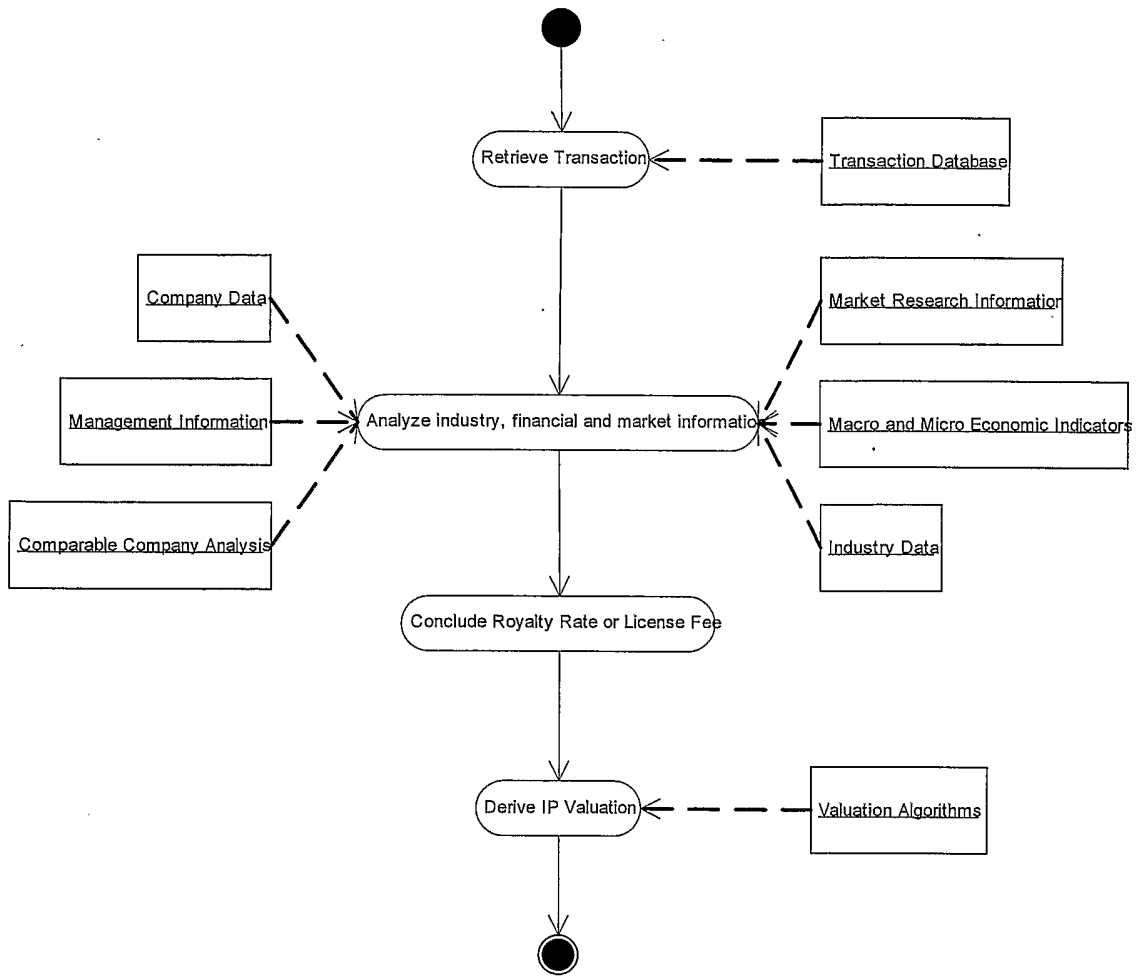 Retrieve Transaction
Transaction Database
Company Data
Market Research Information
Management Information
Analyze industry, financial and market information
Macro and Micro Economic Indicators
Comparable Company Analysis
Industry Data
Conclude Royalty Rate or License Fee
Derive IP Valuation
Valuation Algorithms